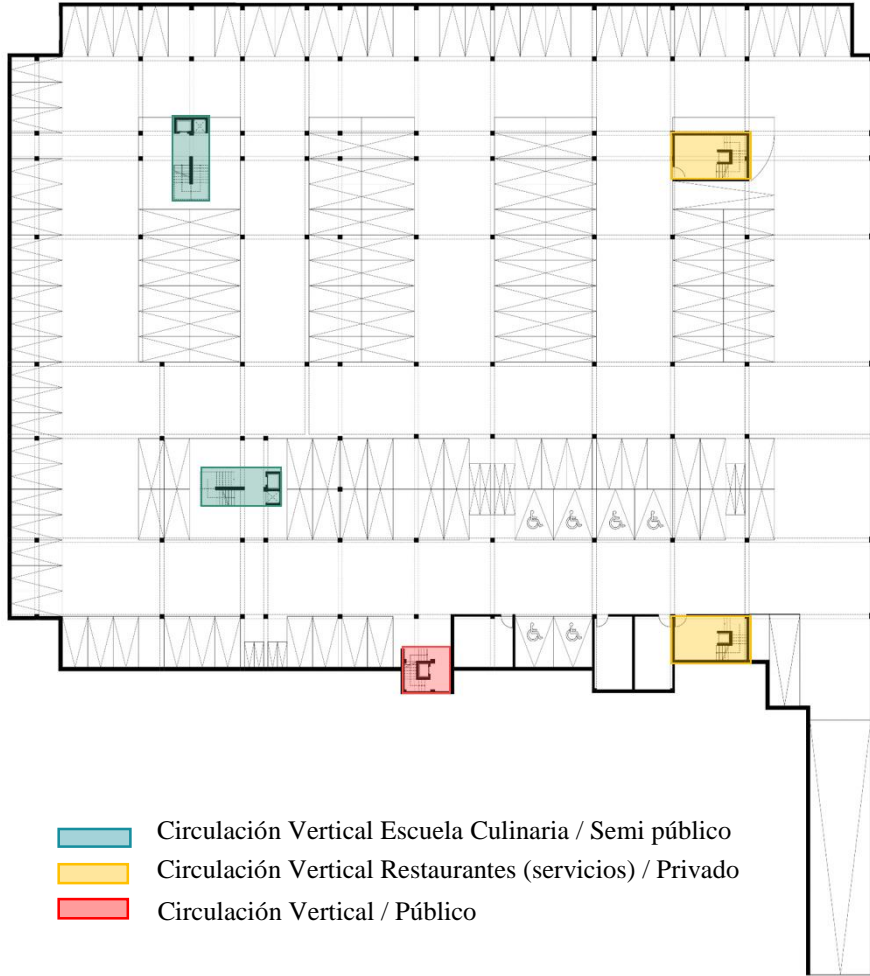 Circulación Vertical Escuela Culinaria / Semi público
Circulación Vertical Restaurantes (servicios) / Privado
Circulación Vertical / Público